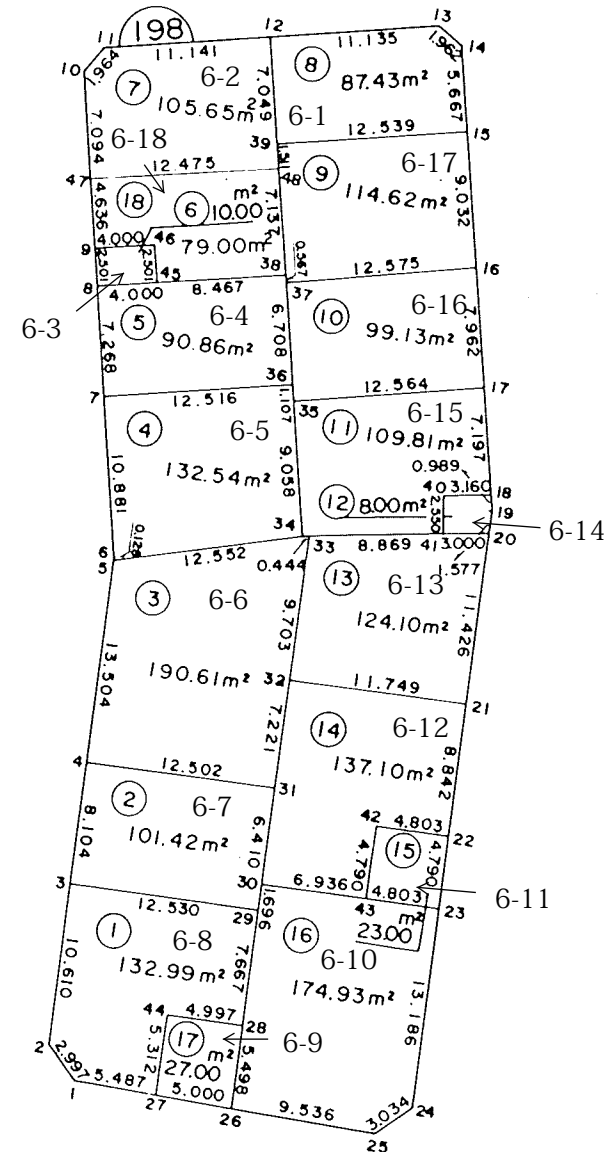 198
11 12 13
10 1.964 11.141 11.135 1.962 14
7 6-2 8 87.43m²
105.65m² 7.049 6-1 5.667
7.094 6-18 39 12.539 15
47 12.475 1.511 48 9 6-17
4.636 18 6 10.00 m² 7.137 114.62m² 9.032
9 4.000 46 79.00m²
2.501 2.501 45 38 0.567 12.575 16
8 4.000 8.467 37
6-3 5 6-4 10 6-16
7.268 90.86m² 6.708 99.13m² 7.962
7 12.516 36 12.564 17
1.107 35
4 6-5 11 6-15
132.54m² 9.058 109.81m² 7.197
10.881 0.989 40 3.160 18
12 8.00m² 2.550 19
6 0.129 34 6-14
5 12.552 33 8.869 41 3.000 20
0.444 1.577
3 6-6 13 6-13
9.703 124.10m² 11.426
13.504 190.61m² 32 11.749 21
7.221 14 6-12
4 12.502 137.10m² 8.842
31
2 6-7 42 4.803 22
8.104 101.42m² 6.410 4.790 15 4.790
3 30 6.936 4.803 6-11
12.530 29 1.696 43 m² 23
1 6-8 16 23.00
10.610 132.99m² 7.667 6-10
174.93m² 13.186
44 4.997 28
2 5.312 17 m² 6-9
2.997 27.00 5.498
1 5.487 5.000 9.536 3.034 24
27 26 25